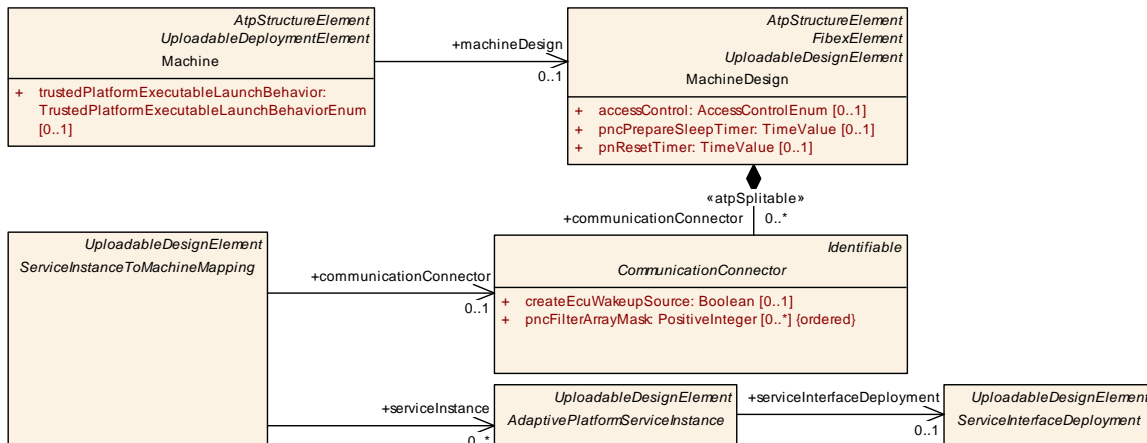 AtpStructureElement
UploadableDeploymentElement
Machine
+ trustedPlatformExecutableLaunchBehavior:
TrustedPlatformExecutableLaunchBehaviorEnum
[0..1]
+machineDesign
0..1
AtpStructureElement
FibexElement
UploadableDesignElement
MachineDesign
+ accessControl: AccessControlEnum [0..1]
+ pncPrepareSleepTimer: TimeValue [0..1]
+ pnResetTimer: TimeValue [0..1]
«atpSplitable»
+communicationConnector 0..*
UploadableDesignElement
ServiceInstanceToMachineMapping
+communicationConnector
0..1
Identifiable
CommunicationConnector
+ createEcuWakeupSource: Boolean [0..1]
+ pncFilterArrayMask: PositiveInteger [0..*] {ordered}
+serviceInstance
0..*
UploadableDesignElement
AdaptivePlatformServiceInstance
+serviceInterfaceDeployment
0..1
UploadableDesignElement
ServiceInterfaceDeployment